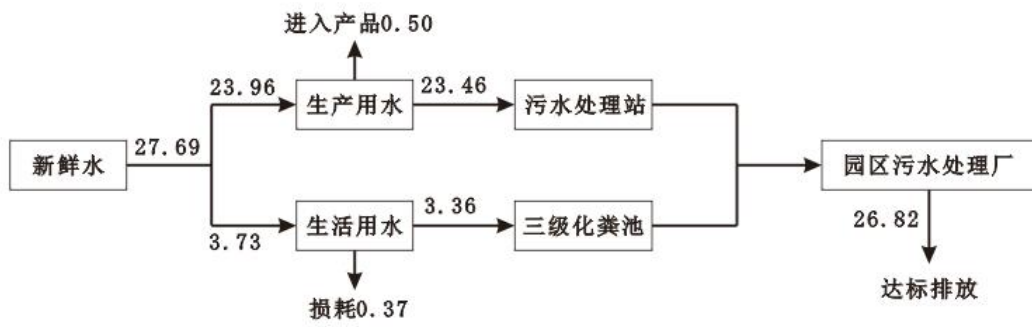 进入产品0.50
23.96
生产用水
23.46
污水处理站
新鲜水
27.69
园区污水处理厂
3.73
生活用水
3.36
三级化粪池
26.82
损耗0.37
达标排放